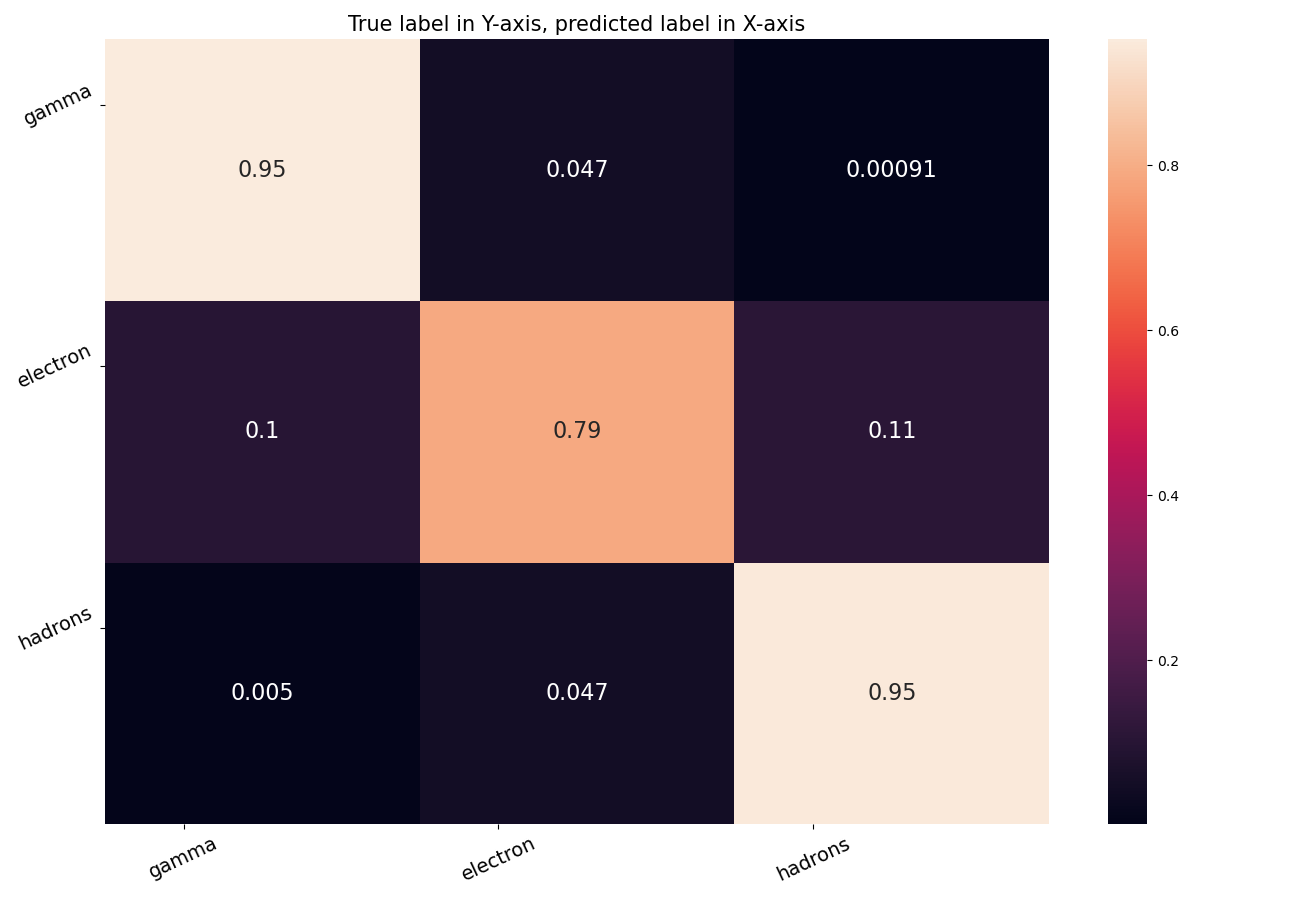 True label in Y-axis, predicted label in X-axis
gamma
0.95
0.047
0.00091
0.8
electron
0.1
0.79
0.11
0.6
0.4
hadrons
0.005
0.047
0.95
0.2
gamma
electron
hadrons